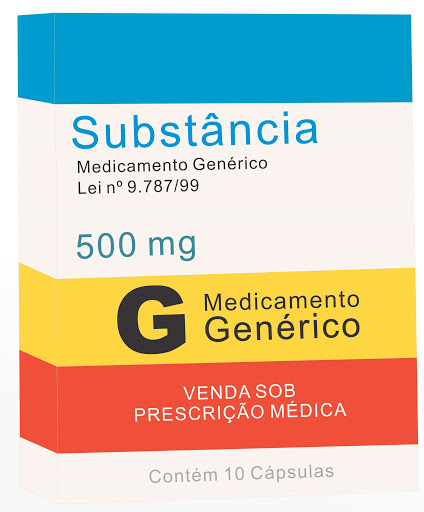 Substância
Medicamento Genérico
Lei nº 9.787/99
500 mg
G
Medicamento
Genérico
VENDA SOB
PRESCRIÇÃO MÉDICA
Contém 10 Cápsulas